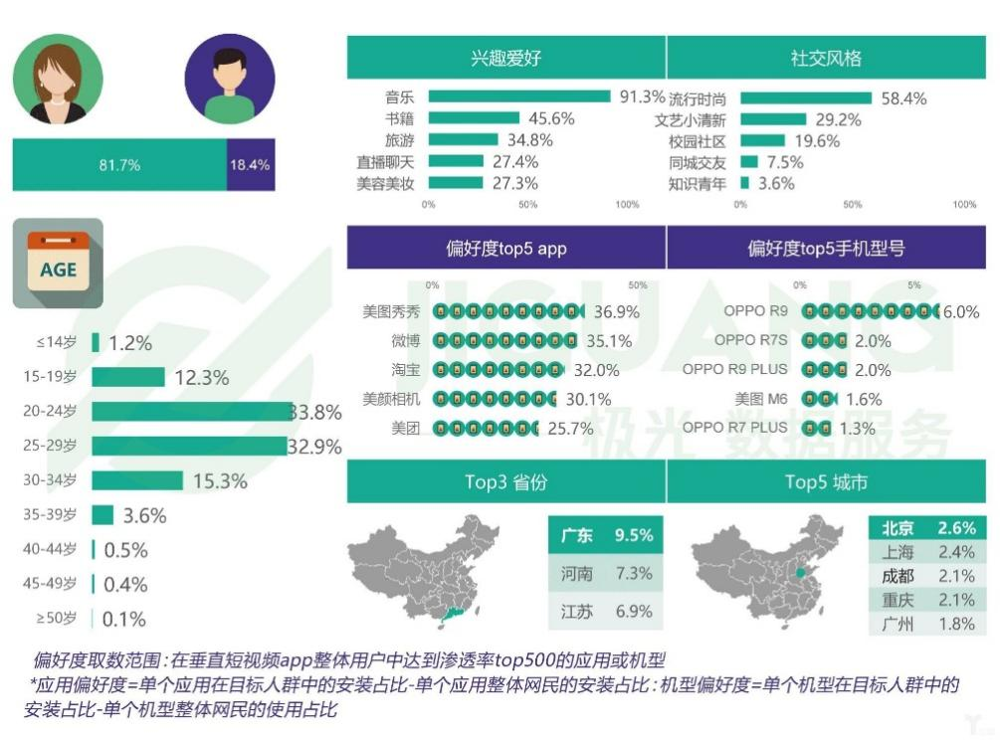 81.7% 18.4%
AGE
≤14岁 1.2%
15-19岁 12.3%
20-24岁 33.8%
25-29岁 32.9%
30-34岁 15.3%
35-39岁 3.6%
40-44岁 0.5%
45-49岁 0.4%
≥50岁 0.1%
兴趣爱好
音乐 91.3%
书籍 45.6%
旅游 34.8%
直播聊天 27.4%
美容美妆 27.3%
0% 50% 100%
社交风格
流行时尚 58.4%
文艺小清新 29.2%
校园社区 19.6%
同城交友 7.5%
知识青年 3.6%
0% 50% 100%
偏好度top5 app
0% 50%
美图秀秀 36.9%
微博 35.1%
淘宝 32.0%
美颜相机 30.1%
美团 25.7%
偏好度top5手机型号
0% 5%
OPPO R9 6.0%
OPPO R7S 2.0%
OPPO R9 PLUS 2.0%
美图 M6 1.6%
OPPO R7 PLUS 1.3%
JIGUANG
极光 数据服务
Top3 省份
广东 9.5%
河南 7.3%
江苏 6.9%
Top5 城市
北京 2.6%
上海 2.4%
成都 2.1%
重庆 2.1%
广州 1.8%
偏好度取数范围：在垂直短视频app整体用户中达到渗透率top500的应用或机型
*应用偏好度=单个应用在目标人群中的安装占比-单个应用整体网民的安装占比：机型偏好度=单个机型在目标人群中的
安装占比-单个机型整体网民的使用占比